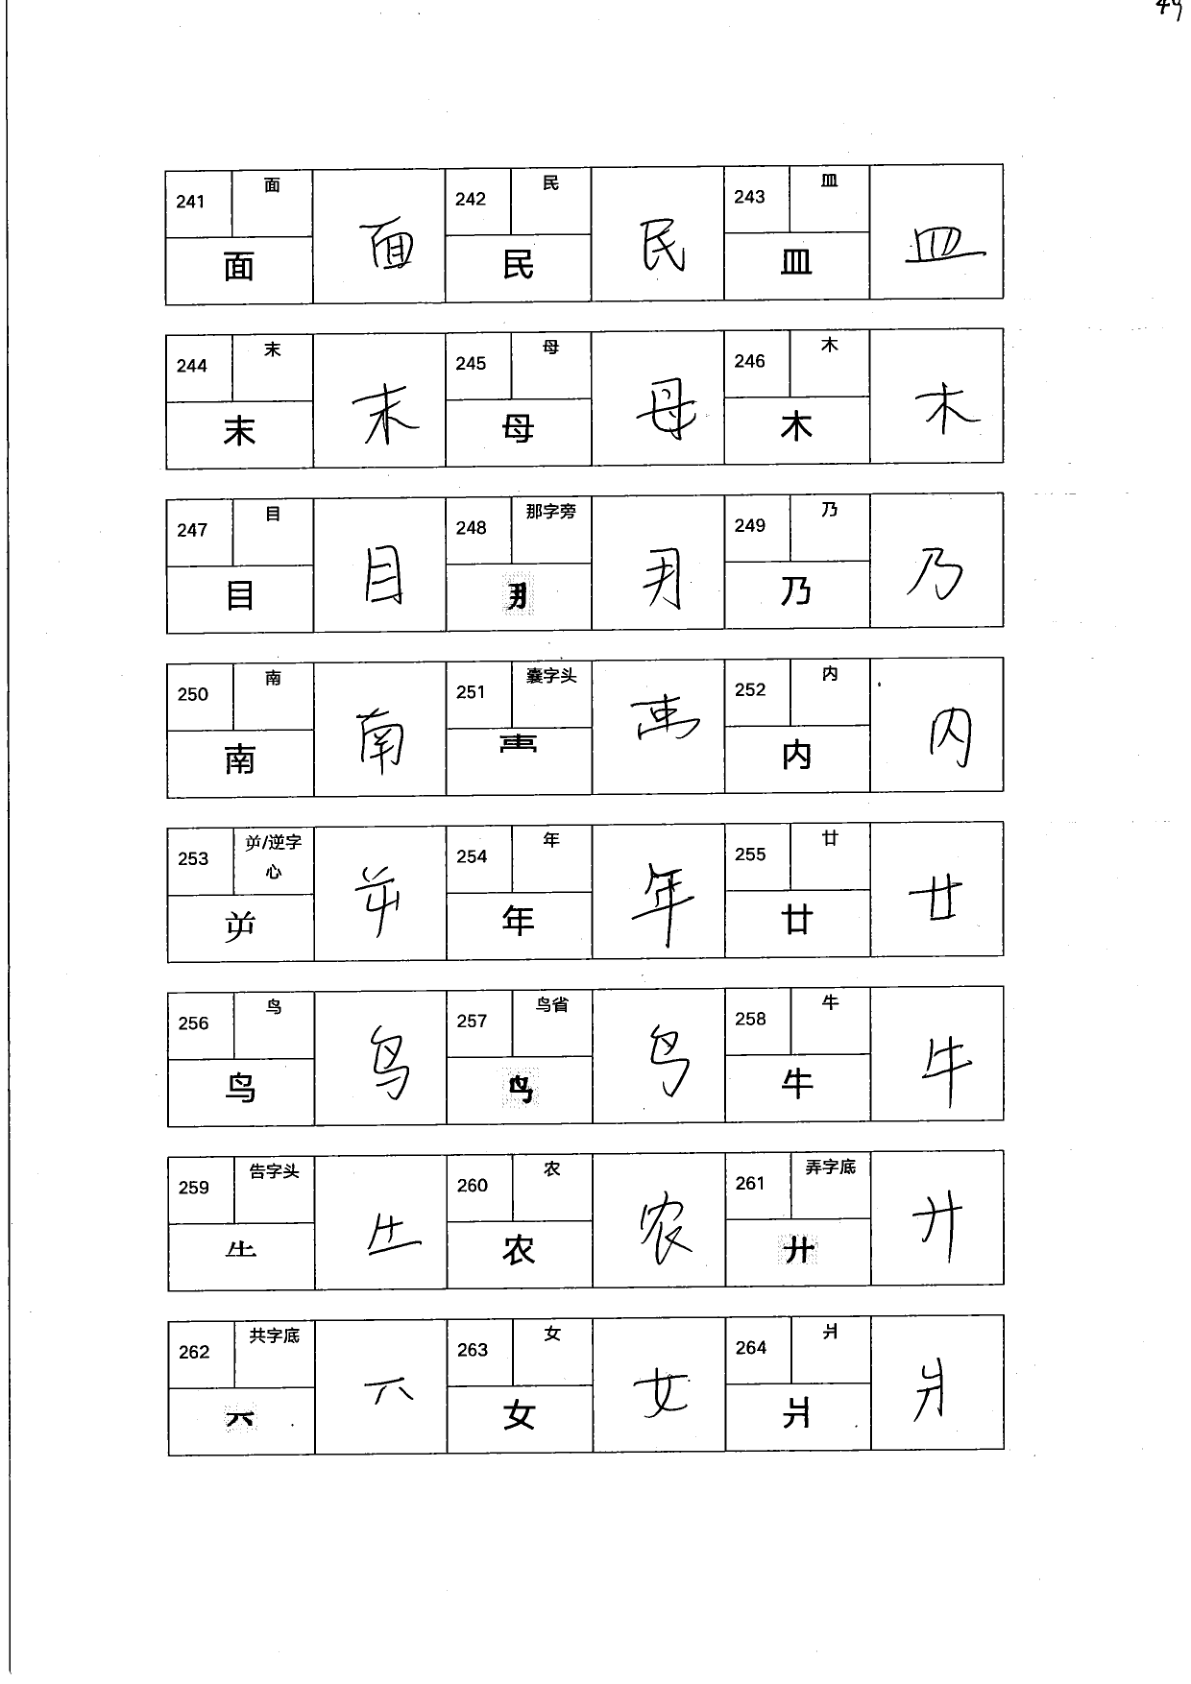 49
241 面 面 242 民 民 243 皿 皿
面 民 皿
244 末 末 245 母 母 246 木 木
末 母 木
247 目 目 248 那字旁 249 乃 乃
目 乃
250 南 南 251 囊字头 252 内 内
南 内
253 屰/逆字心 屰 254 年 年 255 廿 廿
屰 年 廿
256 鸟 鸟 257 鸟省 258 牛 牛
鸟 牛
259 告字头 ⺧ 260 农 农 261 弄字底 廾
⺧ 农 廾
262 共字底 263 女 女 264 爿 爿
女 爿